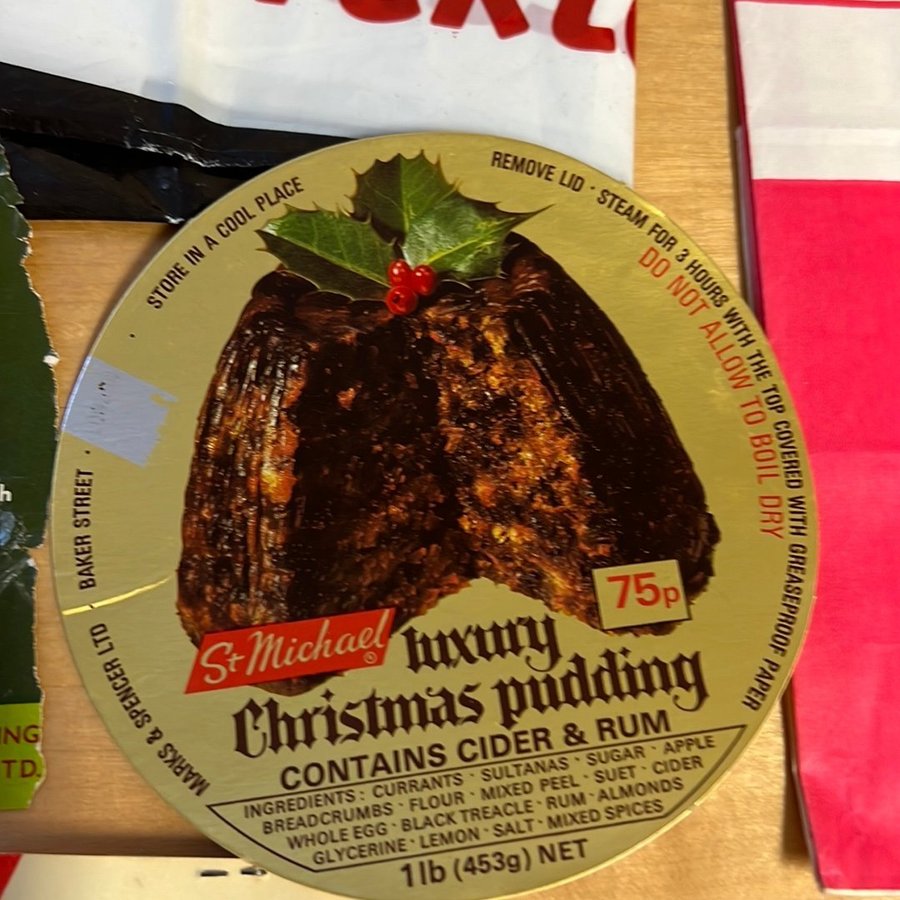 STORE IN A COOL PLACE
REMOVE LID · STEAM FOR 3 HOURS WITH THE TOP COVERED WITH GREASEPROOF PAPER
DO NOT ALLOW TO BOIL DRY
MARKS & SPENCER LTD · BAKER STREET ·
75p
St Michael ®
luxury
Christmas pudding
CONTAINS CIDER & RUM
INGREDIENTS: CURRANTS · SULTANAS · SUGAR · APPLE
BREADCRUMBS · FLOUR · MIXED PEEL · SUET · CIDER
WHOLE EGG · BLACK TREACLE · RUM · ALMONDS
GLYCERINE · LEMON · SALT · MIXED SPICES
1lb (453g) NET
h
ING
TD.